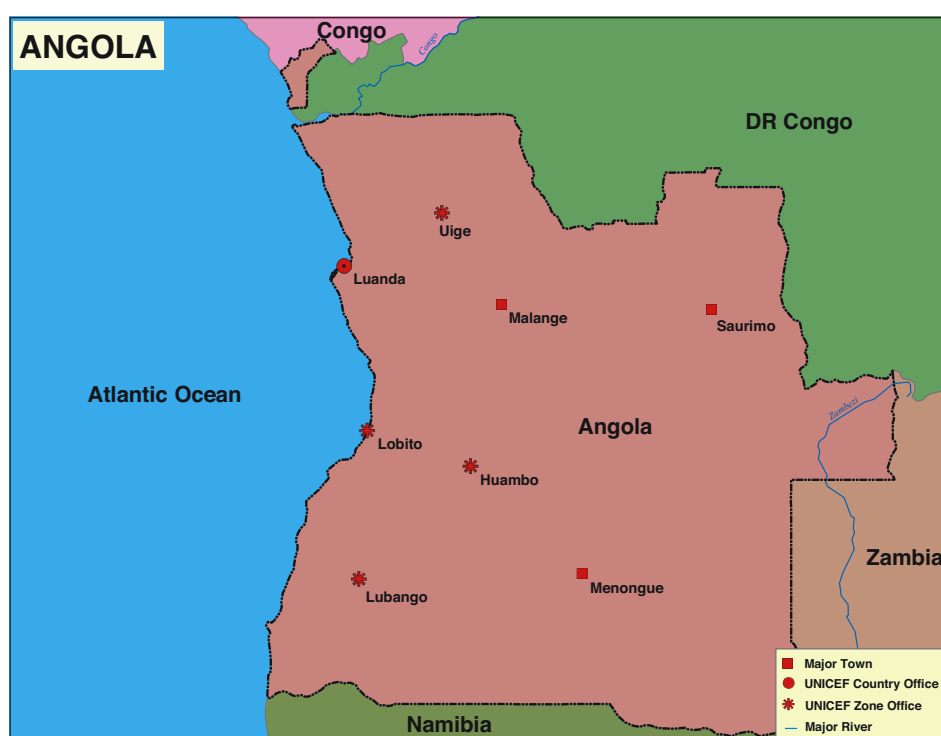 ANGOLA
Congo
Congo
DR Congo
Uige
Luanda
Malange
Saurimo
Atlantic Ocean
Zambezi
Angola
Lobito
Huambo
Zambia
Lubango
Menongue
Namibia
Major Town
UNICEF Country Office
UNICEF Zone Office
Major River